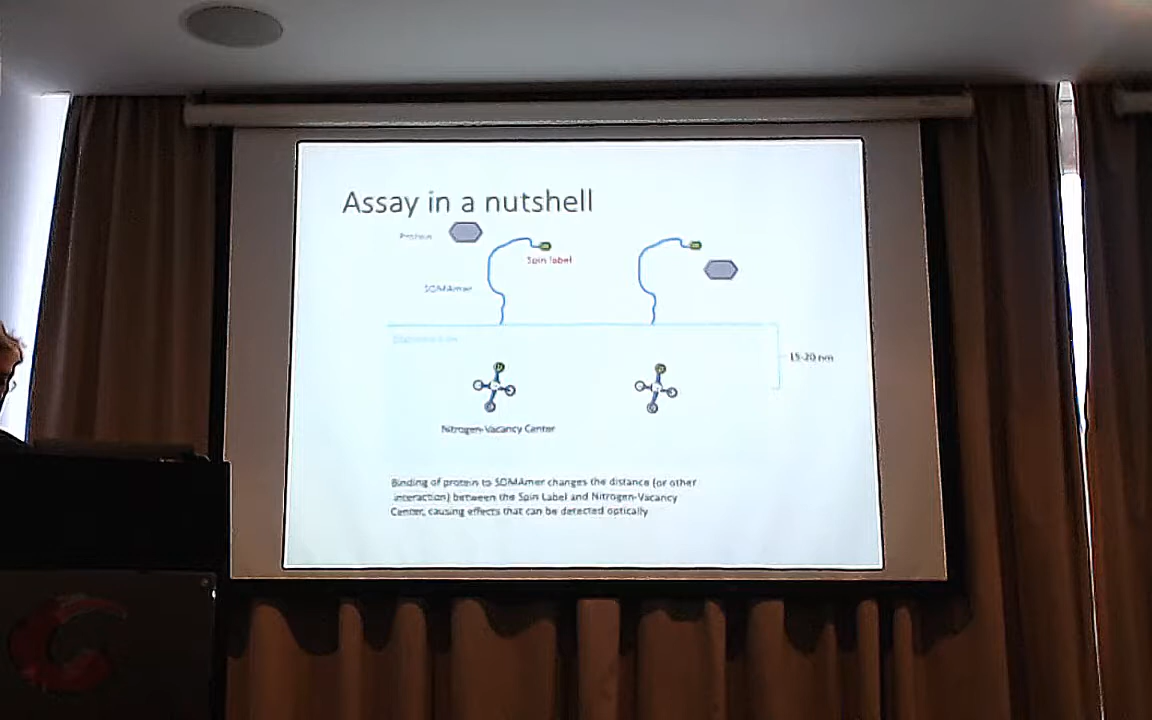 Assay in a nutshell
Protein
Spin label
SOMAmer
15-20 nm
Nitrogen-Vacancy Center
Binding of protein to SOMAmer changes the distance (or other
interaction) between the Spin Label and Nitrogen-Vacancy
Center, causing effects that can be detected optically